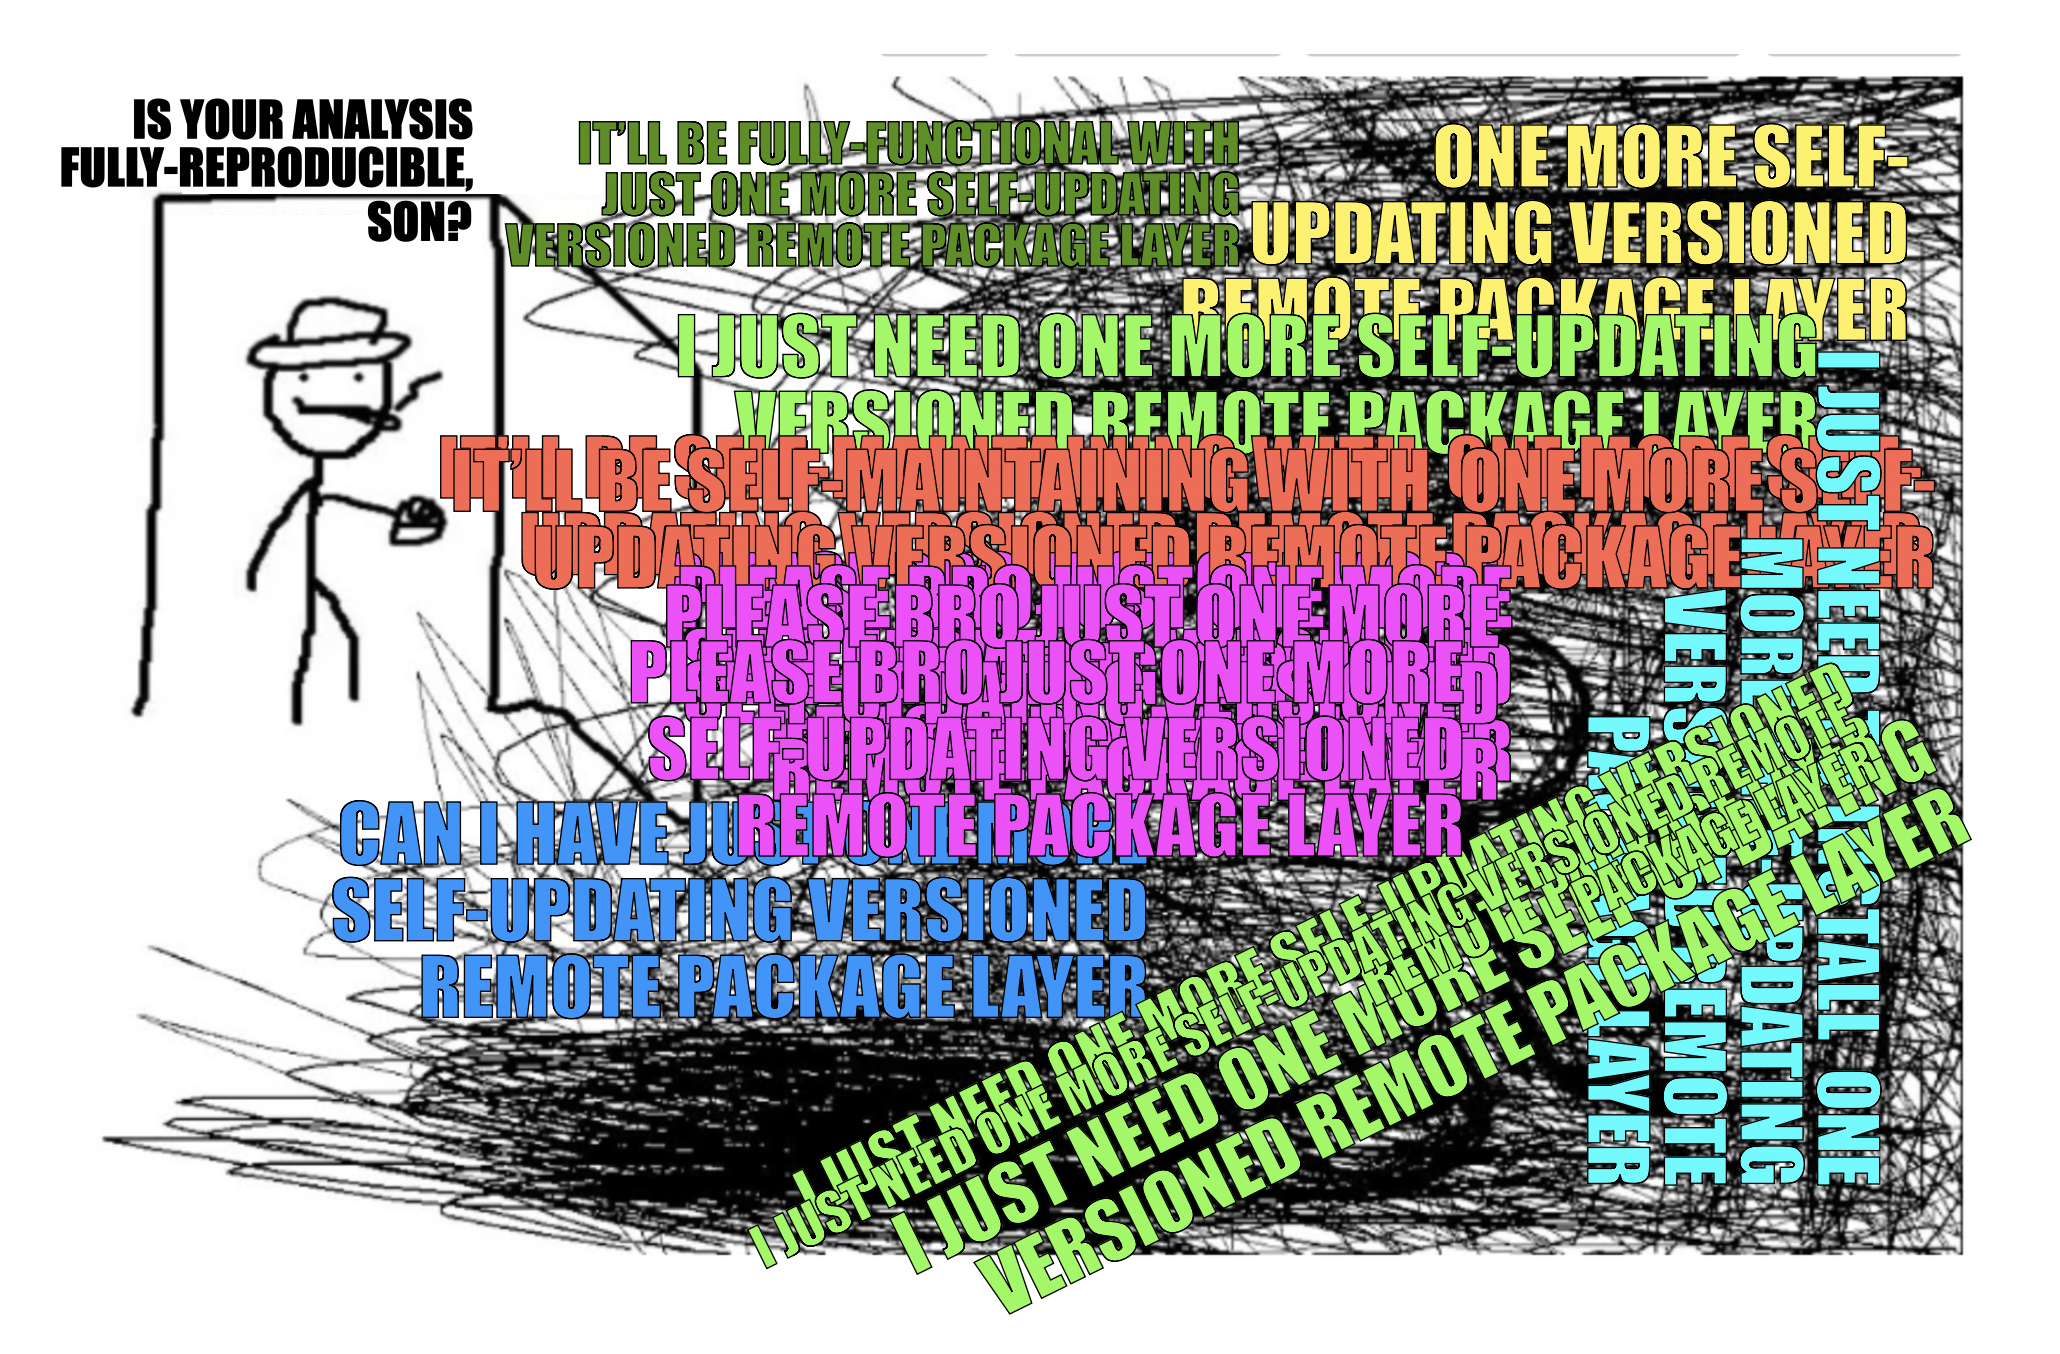 IS YOUR ANALYSIS
FULLY-REPRODUCIBLE,
SON?
IT’LL BE FULLY-FUNCTIONAL WITH
JUST ONE MORE SELF-UPDATING
VERSIONED REMOTE PACKAGE LAYER
ONE MORE SELF-
UPDATING VERSIONED
REMOTE PACKAGE LAYER
I JUST NEED ONE MORE SELF-UPDATING
VERSIONED REMOTE PACKAGE LAYER
IT’LL BE SELF-MAINTAINING WITH ONE MORE SELF-
UPDATING VERSIONED REMOTE PACKAGE LAYER
PLEASE BRO JUST ONE MORE
PLEASE BRO JUST ONE MORE
SELF-UPDATING VERSIONED
REMOTE PACKAGE LAYER
CAN I HAVE JUST ONE MORE
SELF-UPDATING VERSIONED
REMOTE PACKAGE LAYER
I JUST NEED INSTALL ONE
MORE UPDATING
VERSIONED REMOTE
PACKAGE LAYER
I JUST NEED ONE MORE SELF-UPDATING VERSIONED
REMOTE PACKAGE LAYER
I JUST NEED ONE MORE SELF-UPDATING VERSIONED REMOTE
PACKAGE LAYER
I JUST NEED ONE MORE SELF-UPDATING
VERSIONED REMOTE PACKAGE LAYER